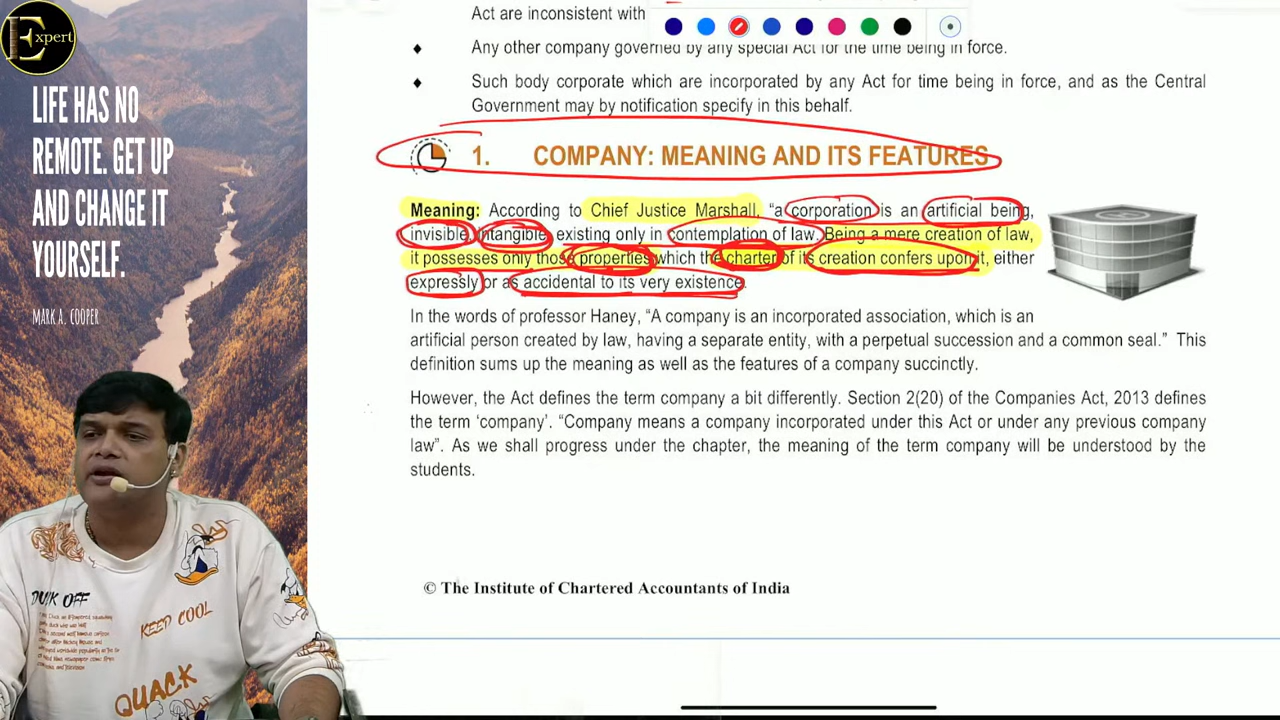 Expert
LIFE HAS NO
REMOTE. GET UP
AND CHANGE IT
YOURSELF.
MARK A. COOPER
Act are inconsistent with
♦ Any other company governed by any special Act for the time being in force.
♦ Such body corporate which are incorporated by any Act for time being in force, and as the Central
Government may by notification specify in this behalf.
1. COMPANY: MEANING AND ITS FEATURES
Meaning: According to Chief Justice Marshall, “a corporation is an artificial being,
invisible, intangible, existing only in contemplation of law. Being a mere creation of law,
it possesses only those properties which the charter of its creation confers upon it, either
expressly or as accidental to its very existence.
In the words of professor Haney, “A company is an incorporated association, which is an
artificial person created by law, having a separate entity, with a perpetual succession and a common seal.” This
definition sums up the meaning as well as the features of a company succinctly.
However, the Act defines the term company a bit differently. Section 2(20) of the Companies Act, 2013 defines
the term ‘company’. “Company means a company incorporated under this Act or under any previous company
law”. As we shall progress under the chapter, the meaning of the term company will be understood by the
students.
© The Institute of Chartered Accountants of India
OFF
KEEP COOL
QUACK